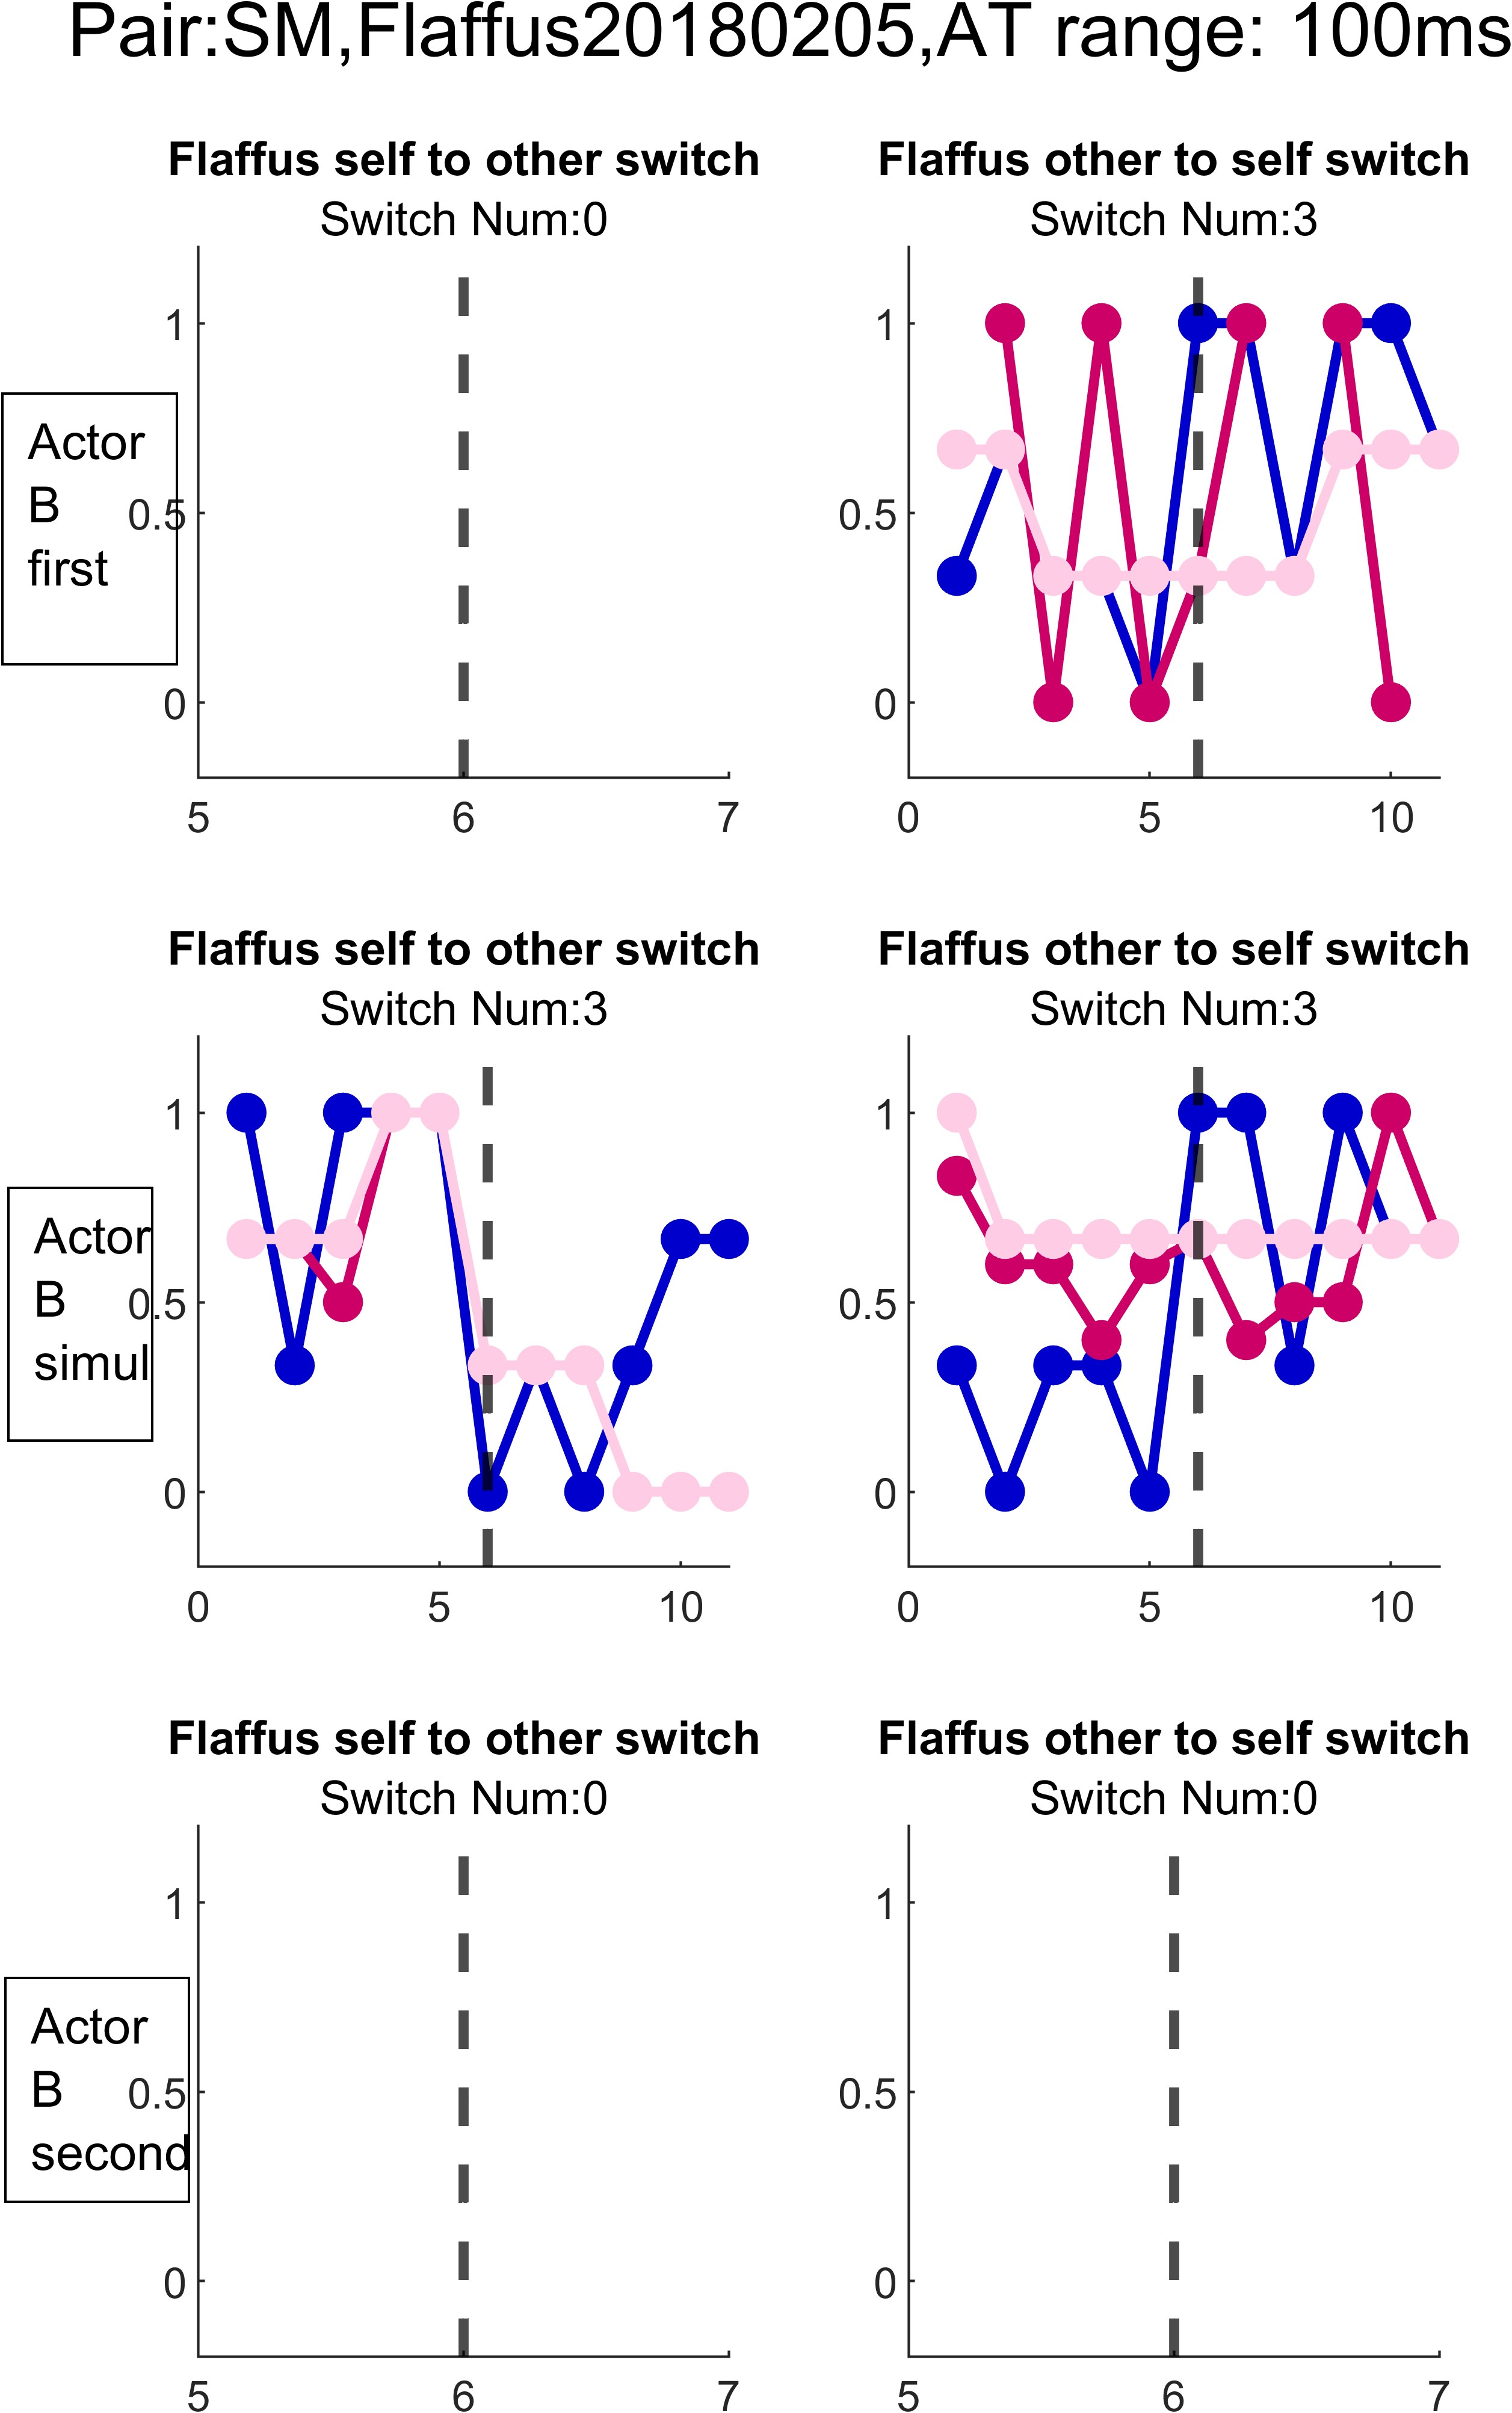 Pair:SM,Flaffus20180205,AT range: 100ms
Flaffus self to other switch
Switch Num:0
1
0.5
0
5 6 7
Actor
B
first
Flaffus other to self switch
Switch Num:3
1
0.5
0
0 5 10
Flaffus self to other switch
Switch Num:3
1
0.5
0
0 5 10
Actor
B
simul
Flaffus other to self switch
Switch Num:3
1
0.5
0
0 5 10
Flaffus self to other switch
Switch Num:0
1
0.5
0
5 6 7
Actor
B
second
Flaffus other to self switch
Switch Num:0
1
0.5
0
5 6 7